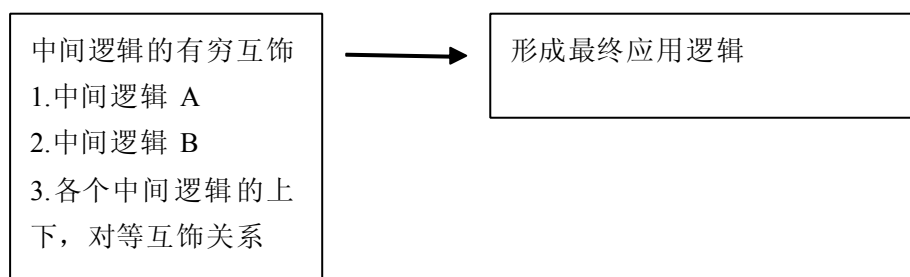 中间逻辑的有穷互饰
1.中间逻辑 A
2.中间逻辑 B
3.各个中间逻辑的上
下，对等互饰关系
形成最终应用逻辑